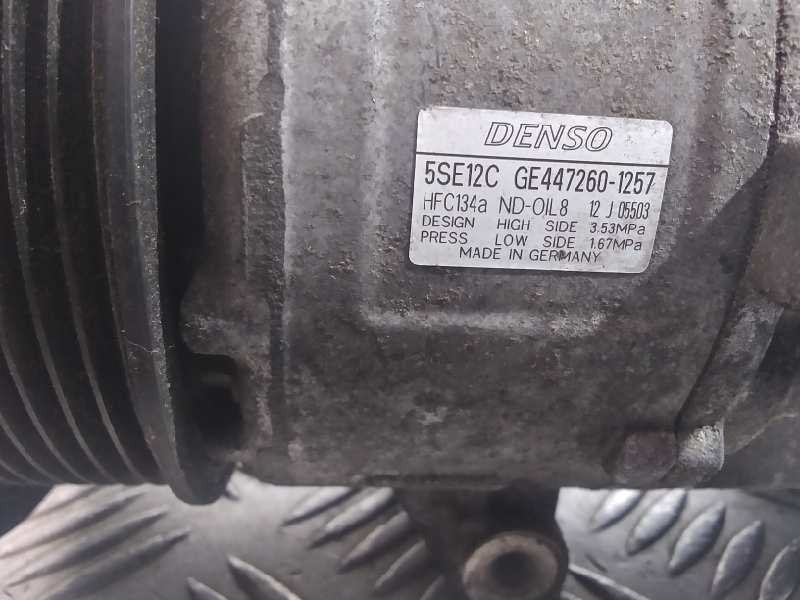 DENSO
5SE12C GE447260-1257
HFC134a ND-OIL8 12 J 05503
DESIGN HIGH SIDE 3.53MPa
PRESS LOW SIDE 1.67MPa
MADE IN GERMANY